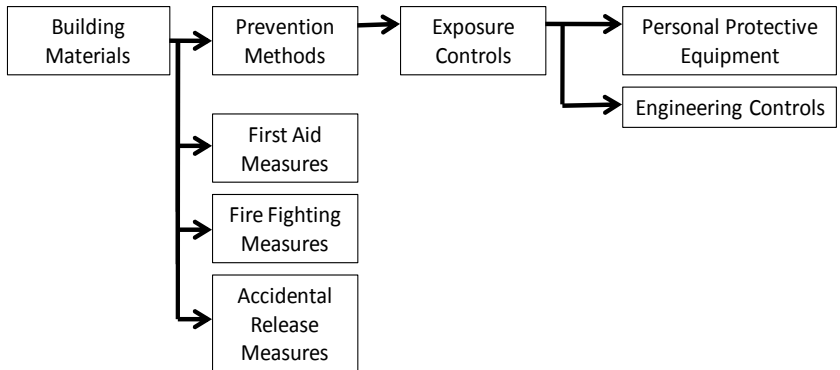 Building
Materials
Prevention
Methods
Exposure
Controls
Personal Protective
Equipment
Engineering Controls
First Aid
Measures
Fire Fighting
Measures
Accidental
Release
Measures